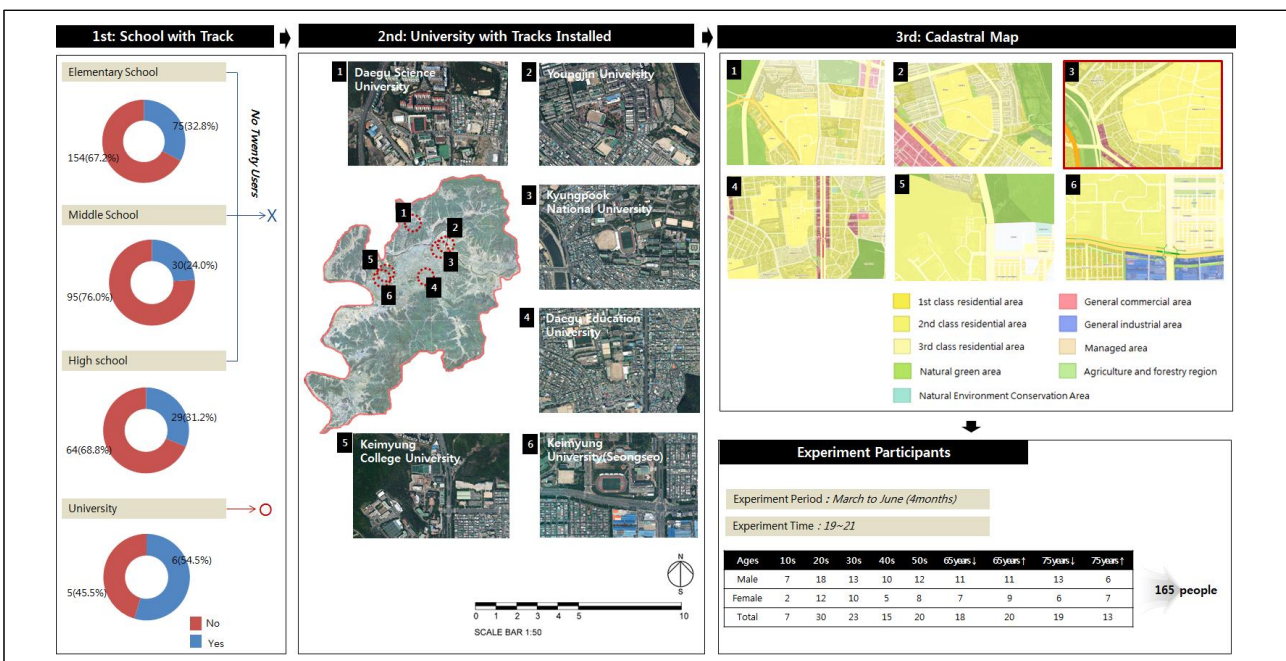 1st: School with Track
Elementary School
75(32.8%)
154(67.2%)
No Twenty Users
Middle School
X
30(24.0%)
95(76.0%)
High school
29(31.2%)
64(68.8%)
University
O
6(54.5%)
5(45.5%)
No
Yes
2nd: University with Tracks Installed
1 Daegu Science
University
2 Youngjin University
3 Kyungpook
National University
4 Daegu Education
University
5 Keimyung
College University
6 Keimyung
University(Seongseo)
1
2
3
4
5
6
N
S
0 1 2 3 4 5 10
SCALE BAR 1:50
3rd: Cadastral Map
1
2
3
4
5
6
1st class residential area
2nd class residential area
3rd class residential area
Natural green area
Natural Environment Conservation Area
General commercial area
General industrial area
Managed area
Agriculture and forestry region
Experiment Participants
Experiment Period : March to June (4months)
Experiment Time : 19~21
Ages 10s 20s 30s 40s 50s 65years↓ 65years↑ 75years↓ 75years↑
Male 7 18 13 10 12 11 11 13 6
Female 2 12 10 5 8 7 9 6 7
Total 7 30 23 15 20 18 20 19 13
165 people